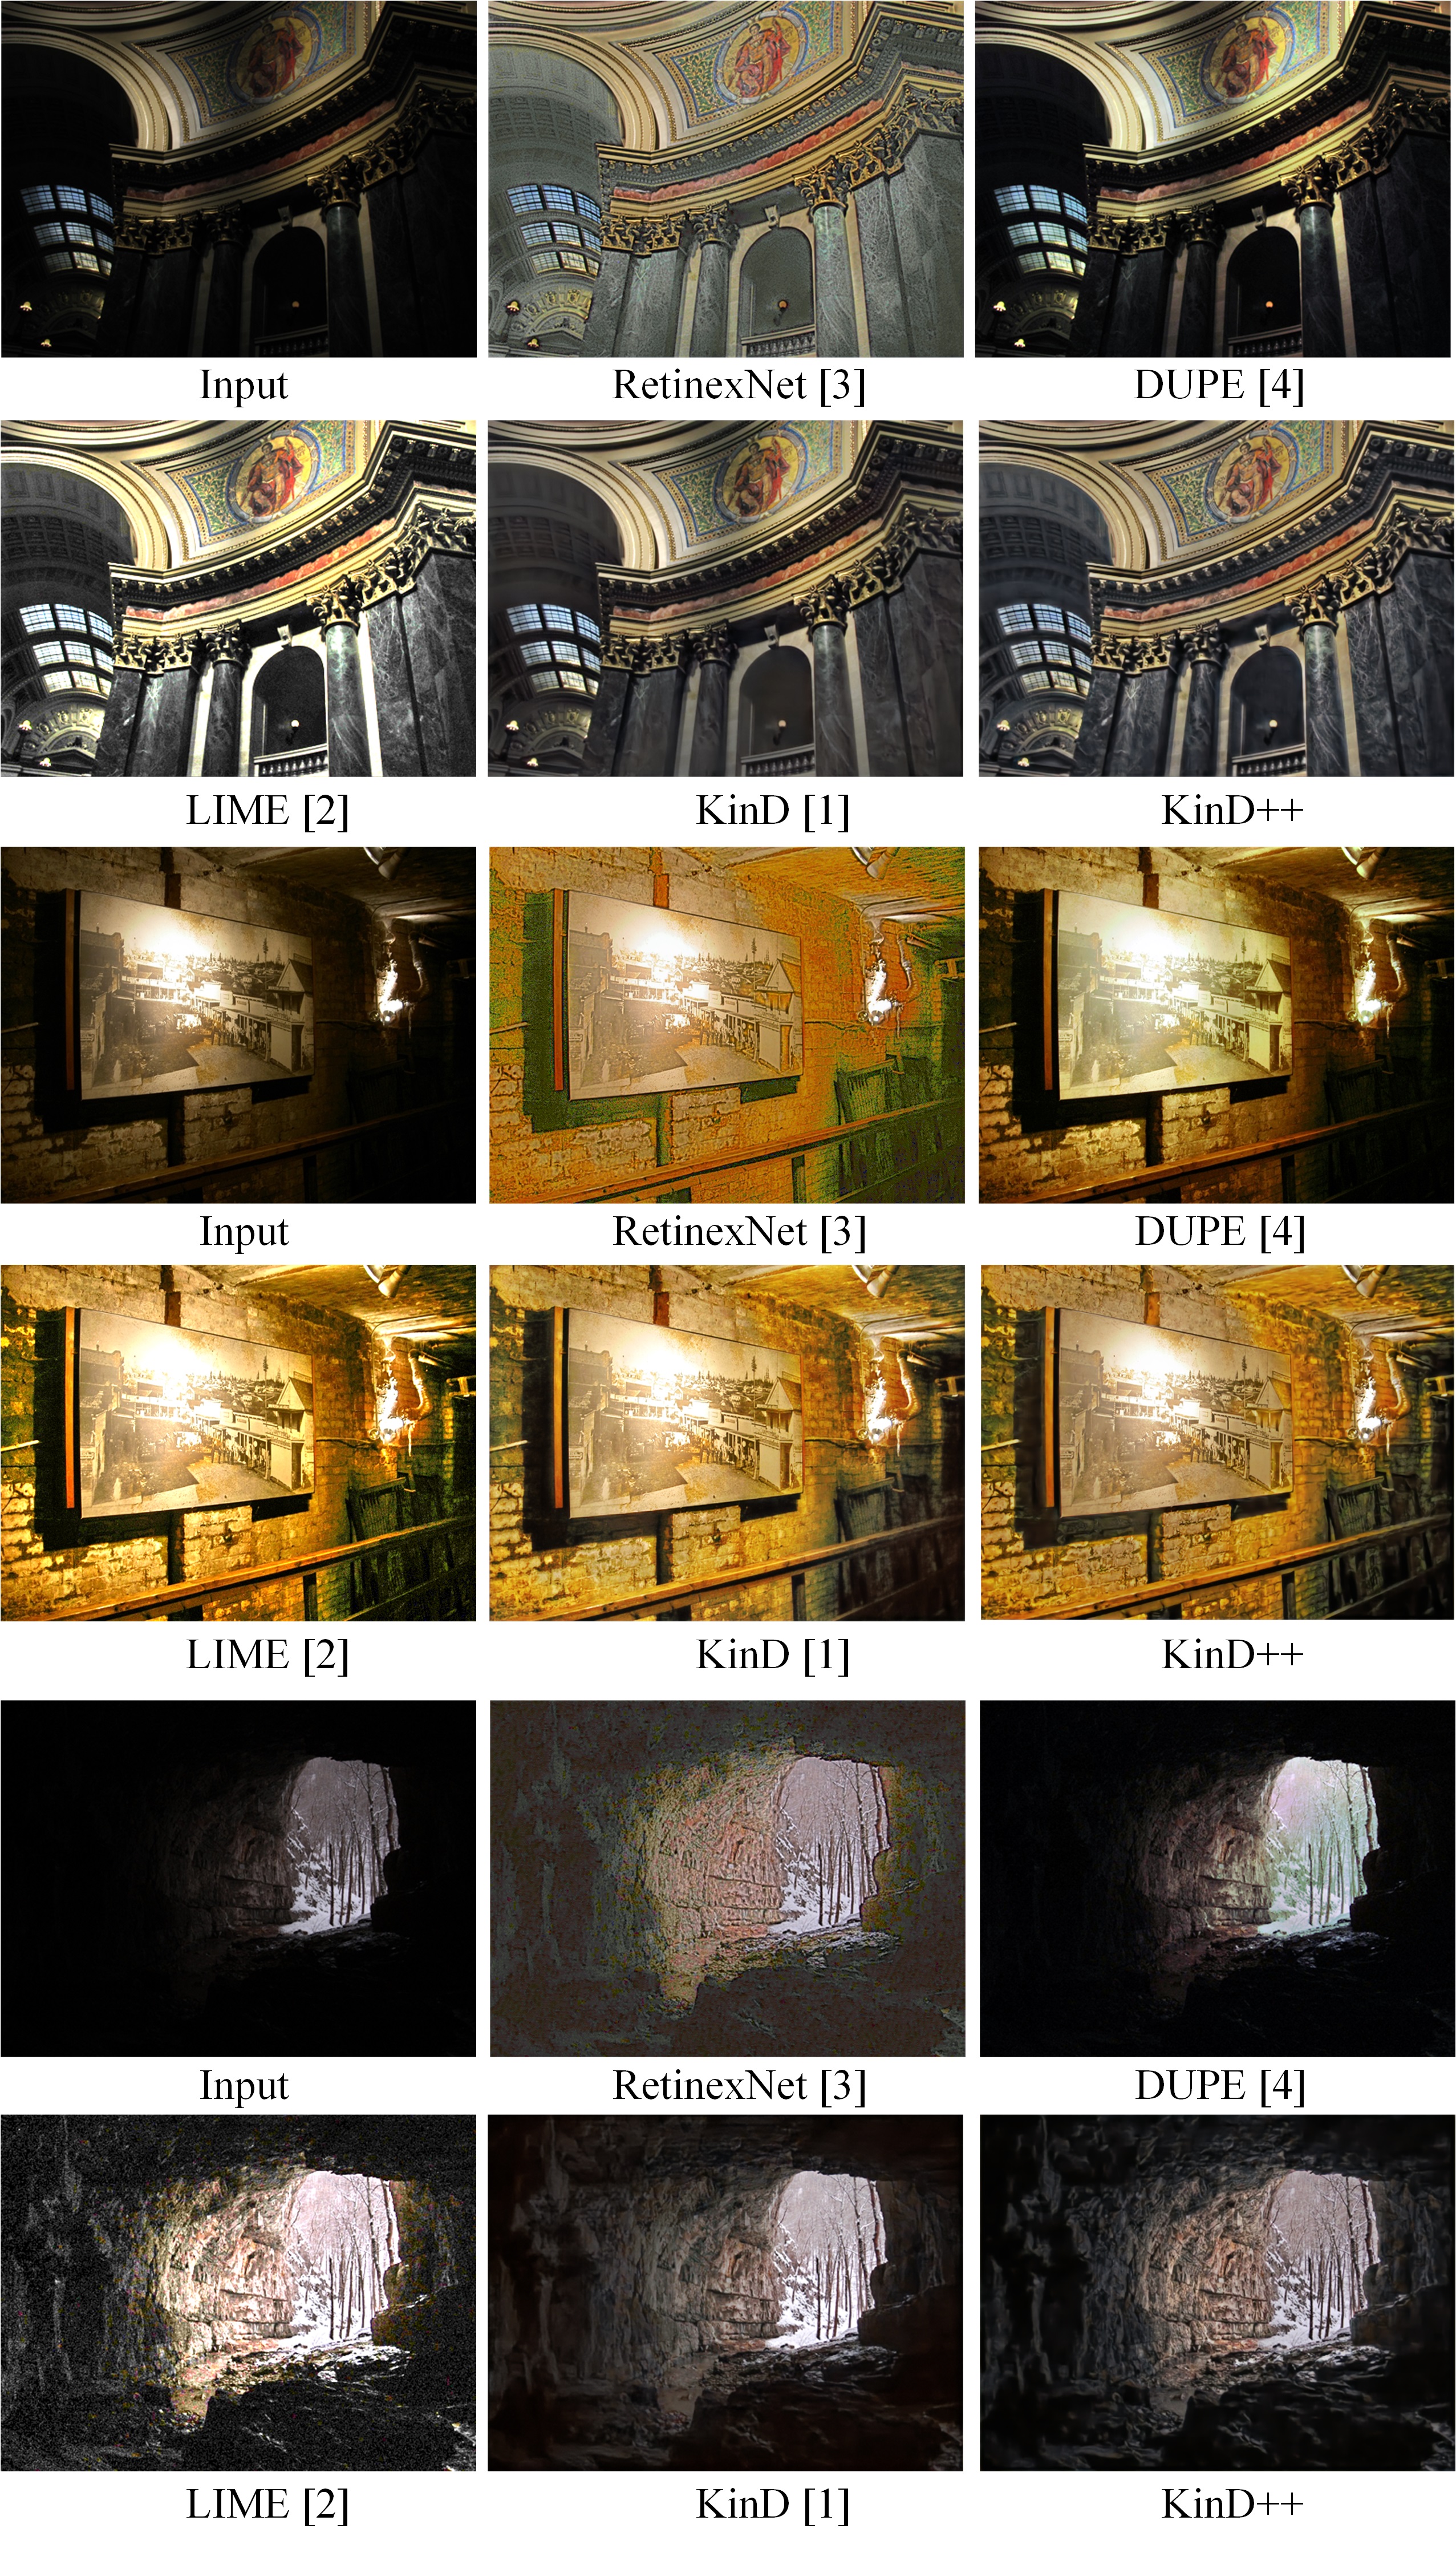 Input RetinexNet [3] DUPE [4]
LIME [2] KinD [1] KinD++
Input RetinexNet [3] DUPE [4]
LIME [2] KinD [1] KinD++
Input RetinexNet [3] DUPE [4]
LIME [2] KinD [1] KinD++